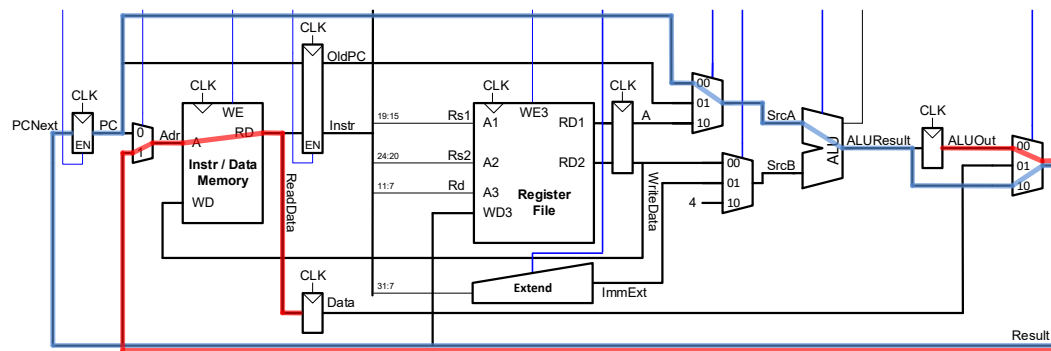 CLK
OldPC
PCNext
CLK
PC
EN
0
1
Adr
CLK
WE
A
RD
Instr / Data
Memory
WD
ReadData
EN
Instr
19:15
Rs1
24:20
Rs2
11:7
Rd
CLK
WE3
A1
RD1
A2
RD2
A3
WD3
Register
File
CLK
A
WriteData
00
01
10
SrcA
00
01
10
4
SrcB
ALU
ALUResult
CLK
ALUOut
00
01
10
31:7
Extend
ImmExt
CLK
Data
Result